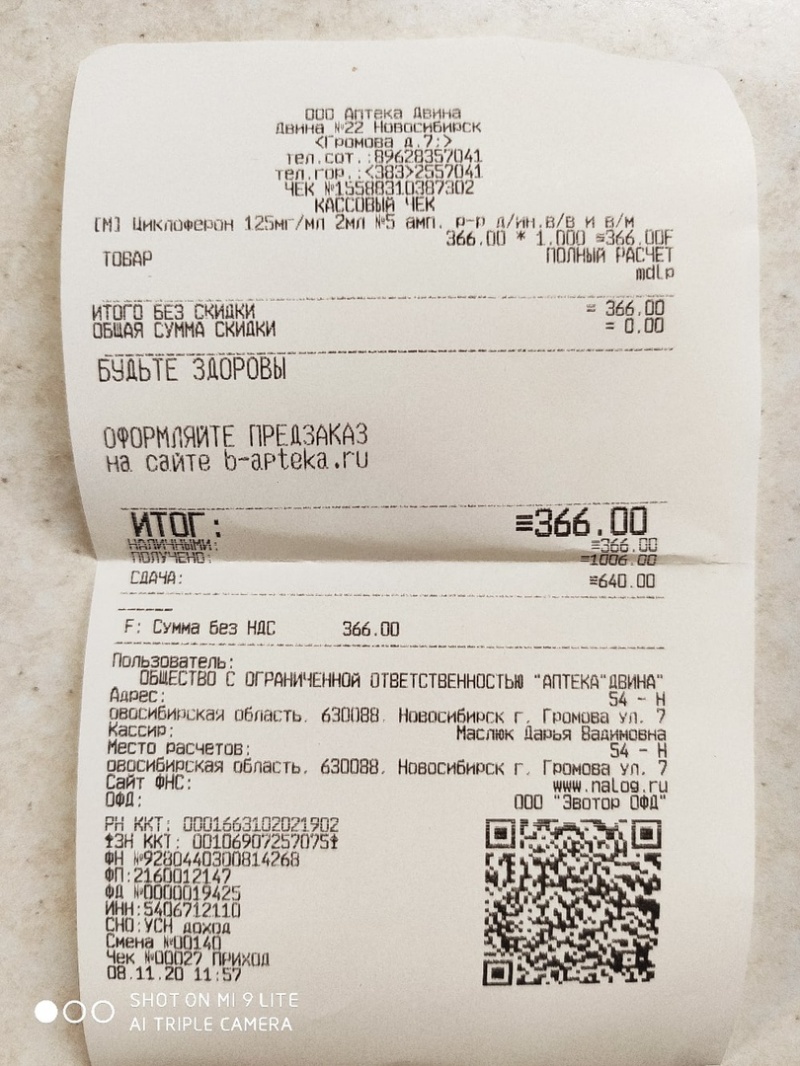 ООО Аптека Двина
Двина №22 Новосибирск
<Громова д.7;>
тел.сот.:89628357041
тел.гор.:<383>2557041
ЧЕК №15588310387302
КАССОВЫЙ ЧЕК
[М] Циклоферон 125мг/мл 2мл №5 амп. р-р д/ин.в/в и в/м
366.00 * 1.000 ≡366.00F
ТОВАР ПОЛНЫЙ РАСЧЕТ
mdlp
ИТОГО БЕЗ СКИДКИ = 366.00
ОБЩАЯ СУММА СКИДКИ = 0.00
БУДЬТЕ ЗДОРОВЫ
ОФОРМЛЯЙТЕ ПРЕДЗАКАЗ
на сайте b-apteka.ru
ИТОГ: ≡366.00
НАЛИЧНЫМИ: ≡366.00
ПОЛУЧЕНО: ≡1006.00
СДАЧА: ≡640.00
F: Сумма без НДС 366.00
Пользователь:
ОБЩЕСТВО С ОГРАНИЧЕННОЙ ОТВЕТСТВЕННОСТЬЮ "АПТЕКА"ДВИНА"
Адрес: 54 - Н
овосибирская область, 630088, Новосибирск г, Громова ул, 7
Кассир: Маслюк Дарья Вадимовна
Место расчетов: 54 - Н
овосибирская область, 630088, Новосибирск г, Громова ул, 7
Сайт ФНС: www.nalog.ru
ОФД: ООО "Эвотор ОФД"
РН ККТ: 0001663102021902
ЗН ККТ: 00106907257075
ФН №9280440300814268
ФП:2160012147
ФД №0000019425
ИНН:5406712110
СНО:УСН доход
Смена №00140
Чек №00027 ПРИХОД
08.11.20 11:57
SHOT ON MI 9 LITE
AI TRIPLE CAMERA